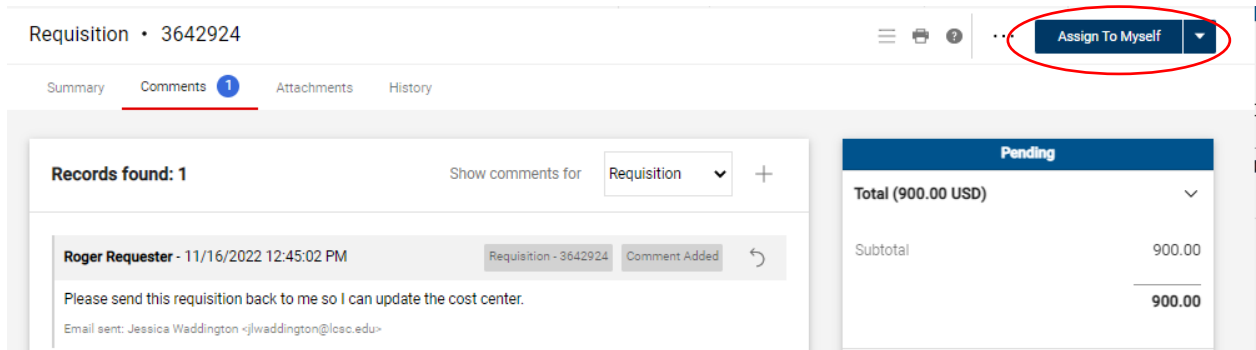 Requisition • 3642924
? ... Assign To Myself
Summary Comments 1 Attachments History
Records found: 1 Show comments for Requisition
Roger Requester - 11/16/2022 12:45:02 PM Requisition - 3642924 Comment Added
Please send this requisition back to me so I can update the cost center.
Email sent: Jessica Waddington <jlwaddington@lcsc.edu>
Pending
Total (900.00 USD)
Subtotal 900.00
900.00